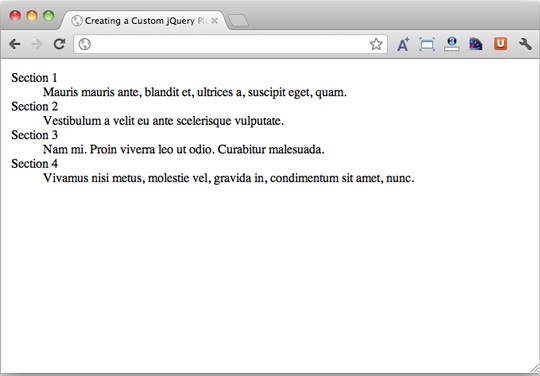 Creating a Custom jQuery Pl
Section 1
Mauris mauris ante, blandit et, ultrices a, suscipit eget, quam.
Section 2
Vestibulum a velit eu ante scelerisque vulputate.
Section 3
Nam mi. Proin viverra leo ut odio. Curabitur malesuada.
Section 4
Vivamus nisi metus, molestie vel, gravida in, condimentum sit amet, nunc.